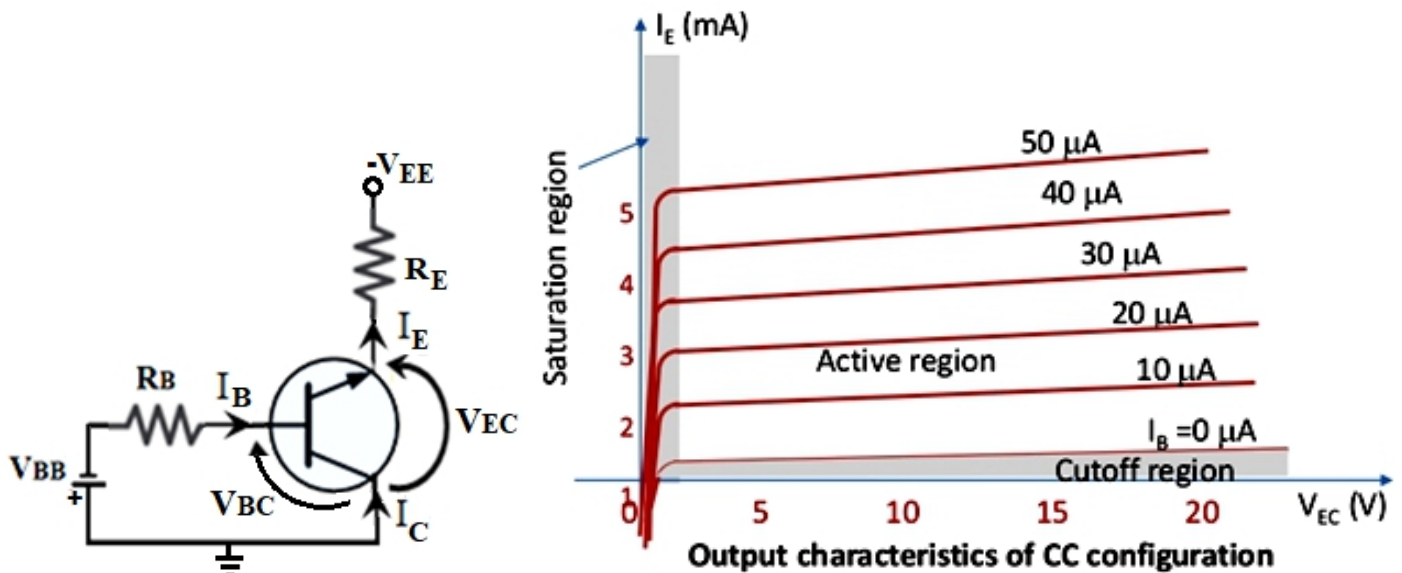 -VEE
RE
IE
RB
IB
VEC
VBB
+
VBC
IC
IE (mA)
Saturation region
50 μA
40 μA
30 μA
20 μA
10 μA
IB =0 μA
Active region
Cutoff region
5
4
3
2
1
0
5
10
15
20
VEC (V)
Output characteristics of CC configuration